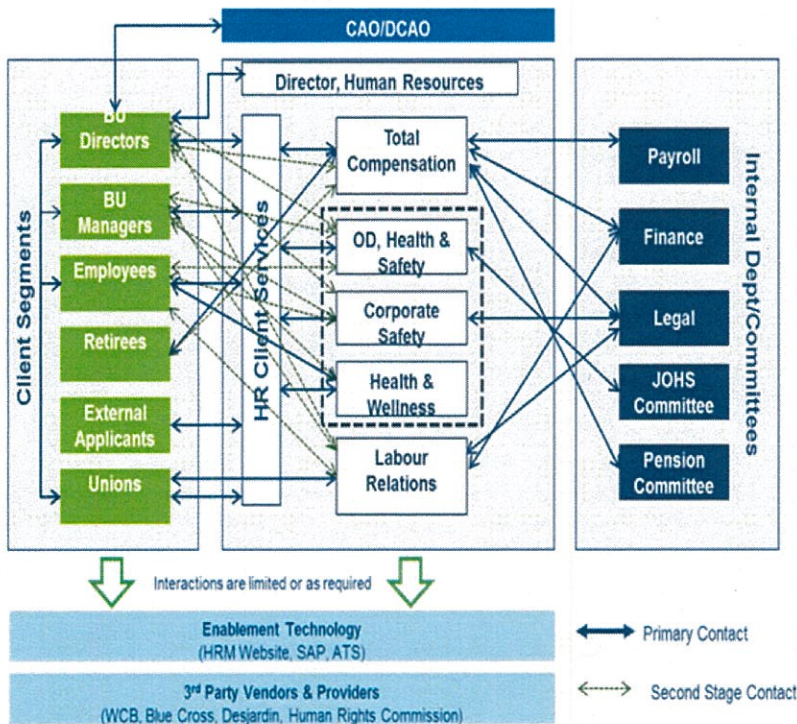 CAO/DCAO
Director, Human Resources
Client Segments
BU
Directors
BU
Managers
Employees
Retirees
External
Applicants
Unions
HR Client Services
Total
Compensation
OD, Health &
Safety
Corporate
Safety
Health &
Wellness
Labour
Relations
Payroll
Finance
Legal
JOHS
Committee
Pension
Committee
Internal Dept/Committees
Interactions are limited or as required
Enablement Technology
(HRM Website, SAP, ATS)
3rd Party Vendors & Providers
(WCB, Blue Cross, Desjardin, Human Rights Commission)
Primary Contact
Second Stage Contact